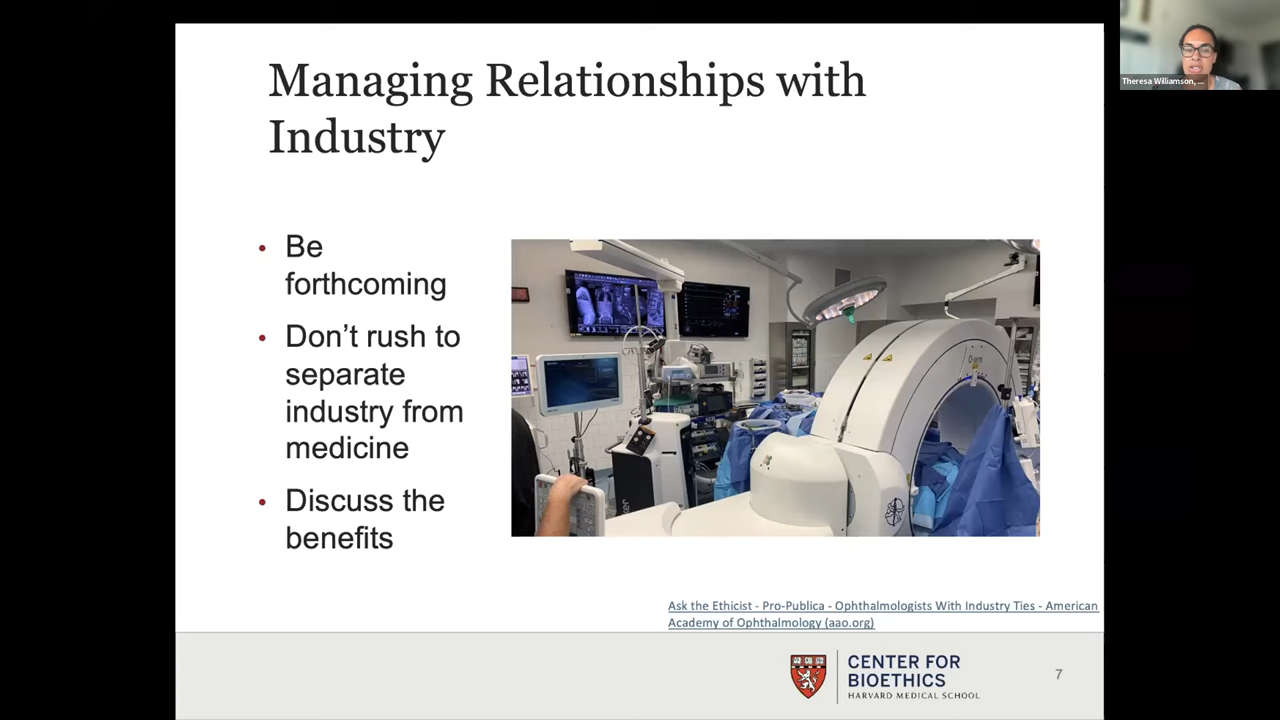 Managing Relationships with
Industry
• Be
forthcoming
• Don’t rush to
separate
industry from
medicine
• Discuss the
benefits
Ask the Ethicist - Pro-Publica - Ophthalmologists With Industry Ties - American
Academy of Ophthalmology (aao.org)
CENTER FOR
BIOETHICS
HARVARD MEDICAL SCHOOL
7
Theresa Williamson, ...